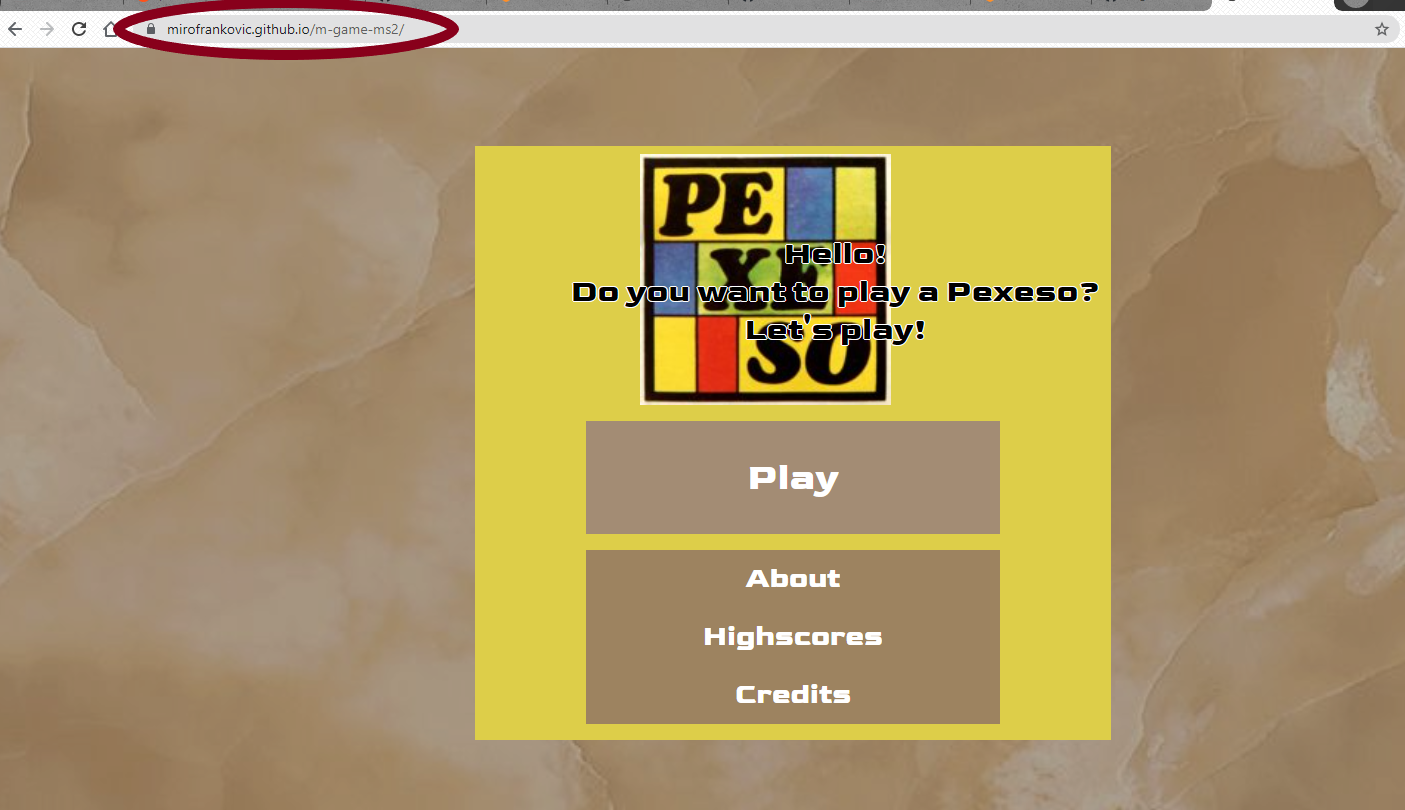 mirofrankovic.github.io/m-game-ms2/
PE
XE
SO
Hello!
Do you want to play a Pexeso?
Let's play!
Play
About
Highscores
Credits